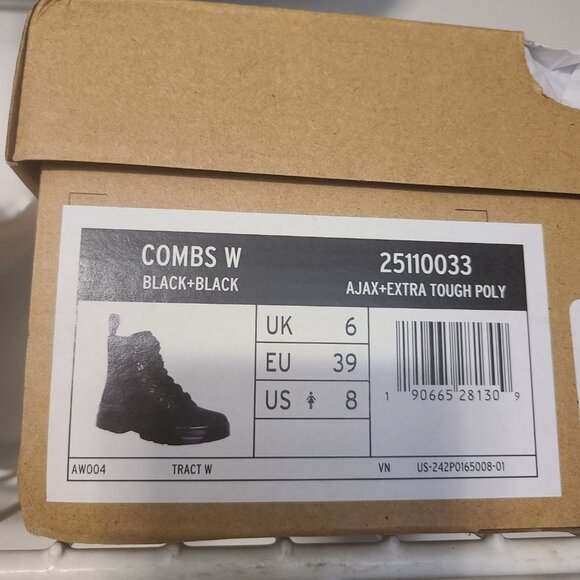 COMBS W
BLACK+BLACK
25110033
AJAX+EXTRA TOUGH POLY
UK 6
EU 39
US 8
1 90665 28130 9
AW004 TRACT W VN US-242P0165008-01